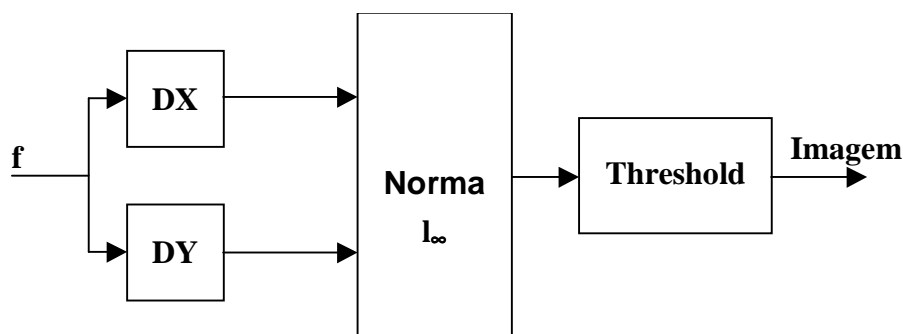 f
DX
DY
Norma
l∞
Threshold
Imagem